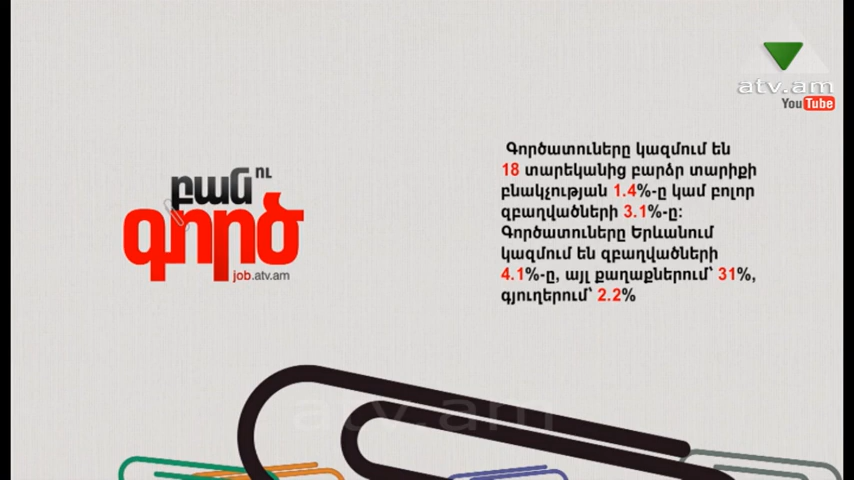 atv.am
YouTube
Գործատուները կազմում են
18 տարեկանից բարձր տարիքի
բնակչության 1.4%-ը կամ բոլոր
զբաղվածների 3.1%-ը:
Գործատուները Երևանում
կազմում են զբաղվածների
4.1%-ը, այլ քաղաքներում՝ 31%,
գյուղերում՝ 2.2%
բան ու
գործ
job.atv.am
atv.am